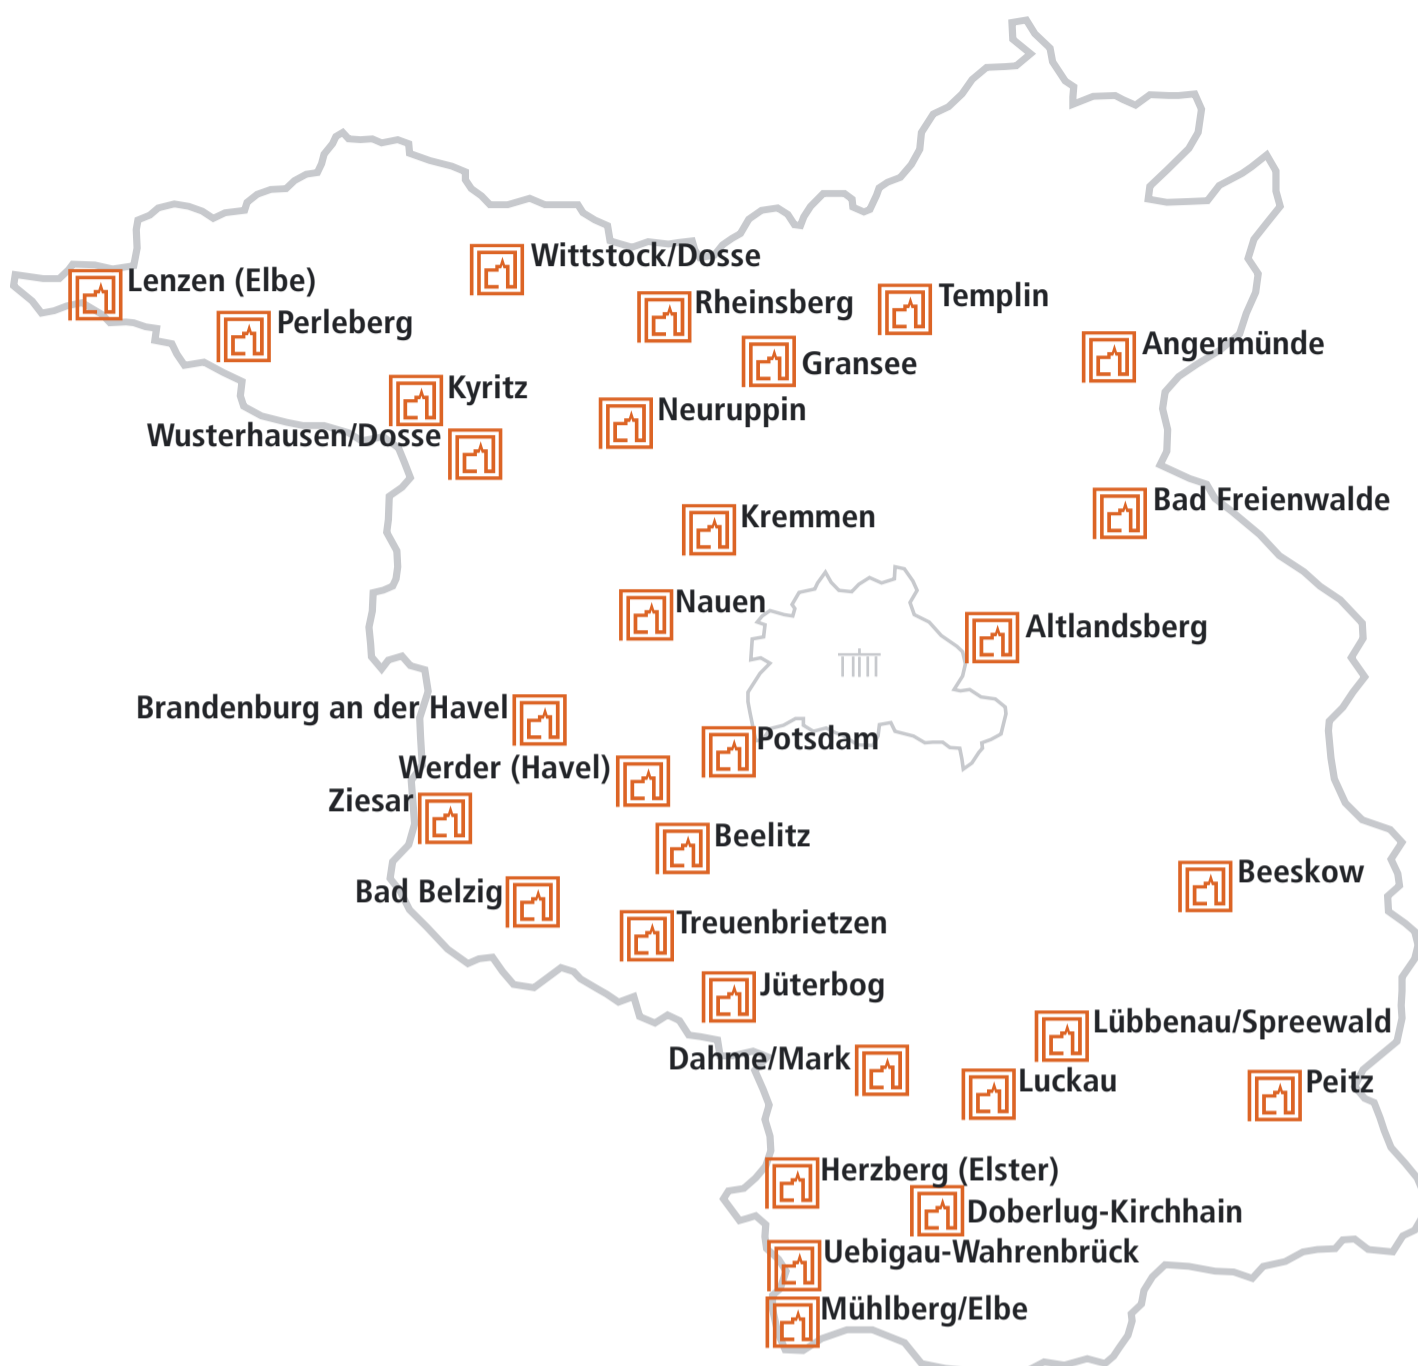 Wittstock/Dosse
Lenzen (Elbe)
Templin
Rheinsberg
Perleberg
Angermünde
Gransee
Kyritz
Neuruppin
Wusterhausen/Dosse
Bad Freienwalde
Kremmen
Nauen
Altlandsberg
Brandenburg an der Havel
Potsdam
Werder (Havel)
Ziesar
Beelitz
Beeskow
Bad Belzig
Treuenbrietzen
Jüterbog
Lübbenau/Spreewald
Dahme/Mark
Luckau
Peitz
Herzberg (Elster)
Doberlug-Kirchhain
Uebigau-Wahrenbrück
Mühlberg/Elbe